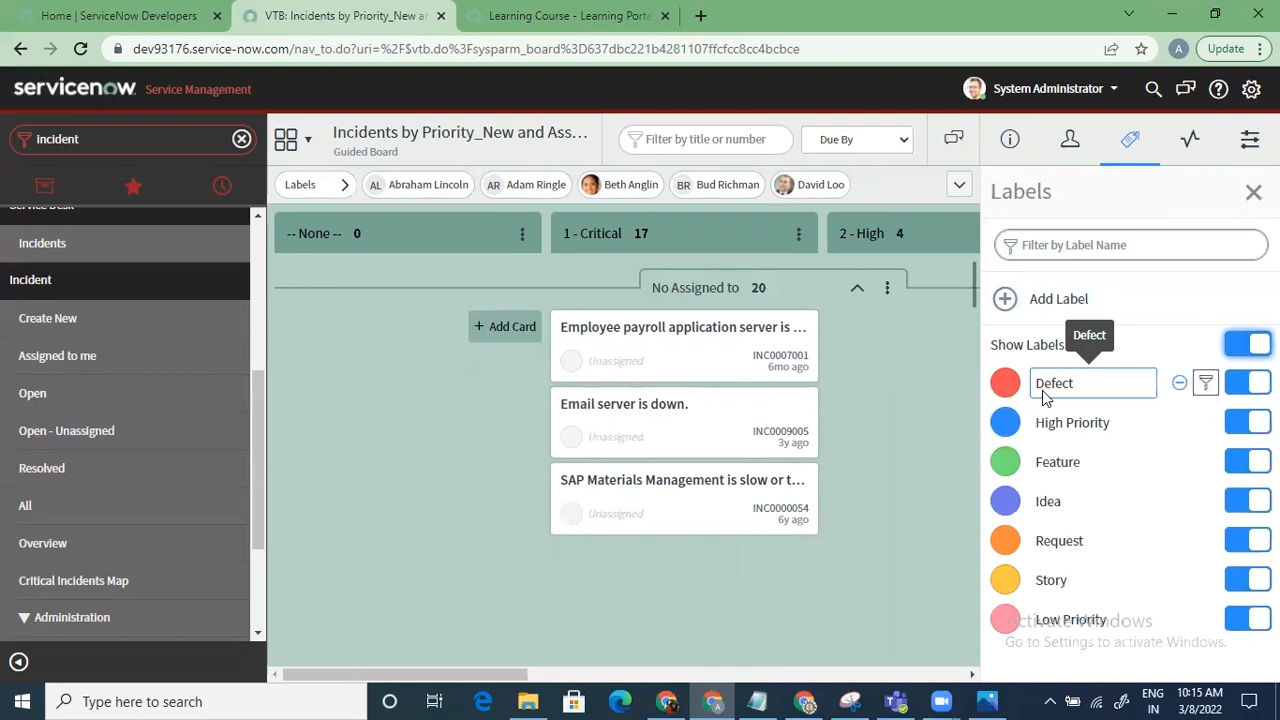 Home | ServiceNow Developers
VTB: Incidents by Priority_New an
Learning Course - Learning Porta
dev93176.service-now.com/nav_to.do?uri=%2F$vtb.do%3Fsysparm_board%3D637dbc221b4281107ffcfcc8cc4bcbce
A
Update
servicenow Service Management
System Administrator
incident
Incidents by Priority_New and Ass...
Guided Board
Filter by title or number
Due By
Labels
AL Abraham Lincoln
AR Adam Ringle
Beth Anglin
BR Bud Richman
David Loo
Service Desk
Incidents
Incident
Create New
Assigned to me
Open
Open - Unassigned
Resolved
All
Overview
Critical Incidents Map
Administration
-- None -- 0
1 - Critical 17
2 - High 4
No Assigned to 20
+ Add Card
Employee payroll application server is ...
Unassigned
INC0007001
6mo ago
Email server is down.
Unassigned
INC0009005
3y ago
SAP Materials Management is slow or t...
Unassigned
INC0000054
6y ago
Labels
Filter by Label Name
Add Label
Show Labels
Defect
Defect
High Priority
Feature
Idea
Request
Story
Low Priority
Activate Windows
Go to Settings to activate Windows.
Type here to search
A
ENG
IN
10:15 AM
3/8/2022